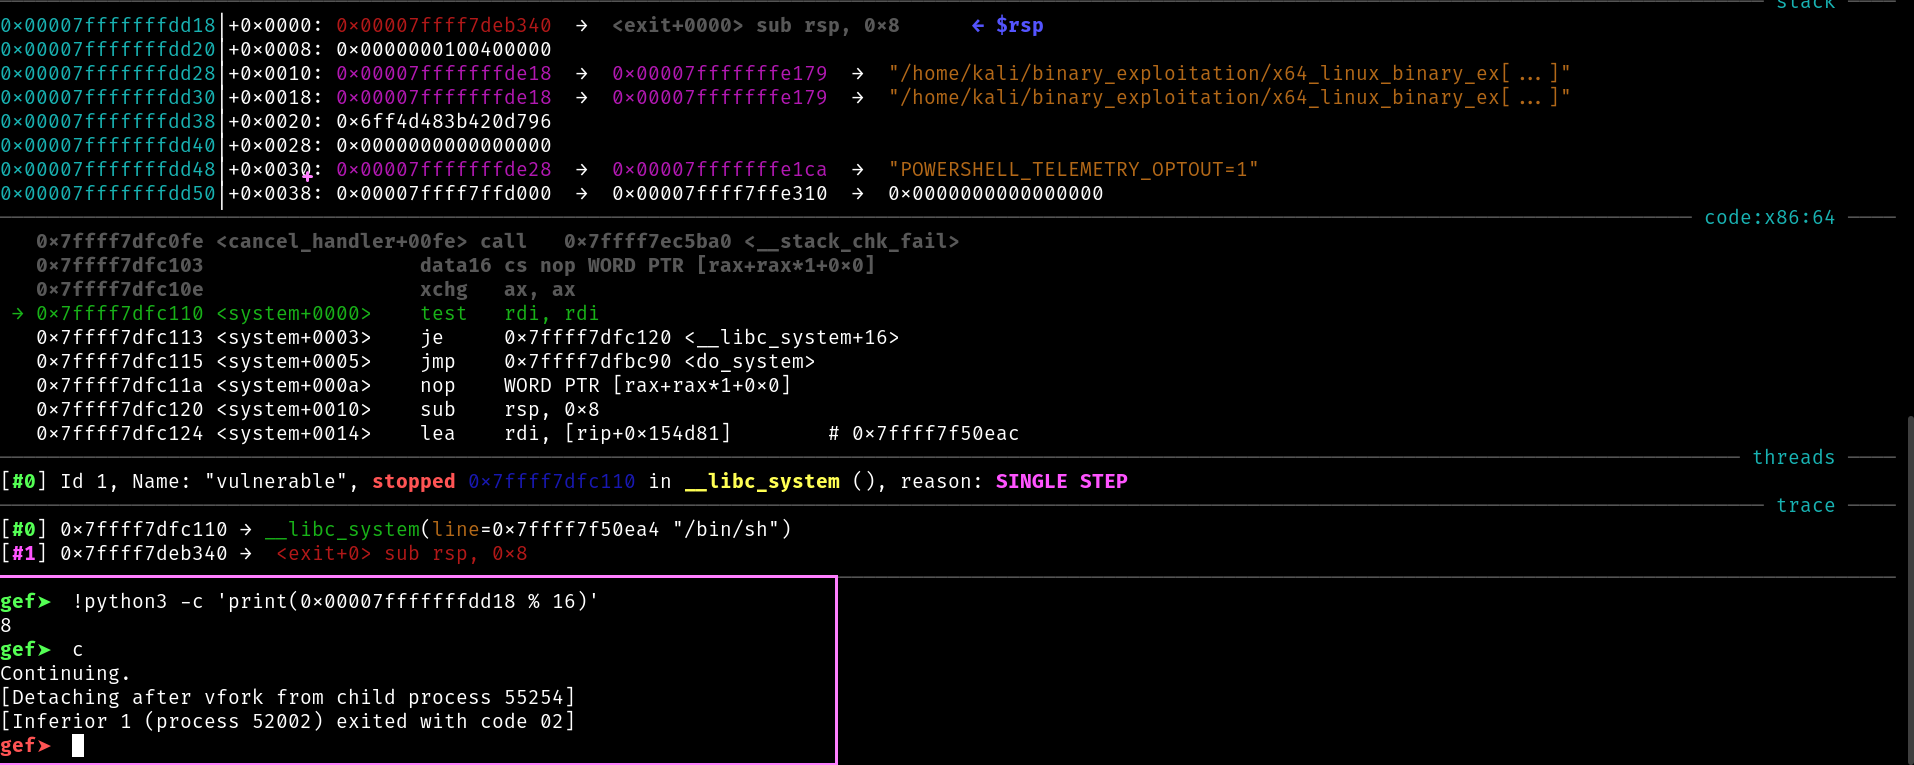 stack
0x00007fffffffdd18│+0x0000: 0x00007ffff7deb340  →  <exit+0000> sub rsp, 0x8      ← $rsp
0x00007fffffffdd20│+0x0008: 0x0000000100400000
0x00007fffffffdd28│+0x0010: 0x00007fffffffde18  →  0x00007fffffffe179  →  "/home/kali/binary_exploitation/x64_linux_binary_ex[...]"
0x00007fffffffdd30│+0x0018: 0x00007fffffffde18  →  0x00007fffffffe179  →  "/home/kali/binary_exploitation/x64_linux_binary_ex[...]"
0x00007fffffffdd38│+0x0020: 0x6ff4d483b420d796
0x00007fffffffdd40│+0x0028: 0x0000000000000000
0x00007fffffffdd48│+0x0030: 0x00007fffffffde28  →  0x00007fffffffe1ca  →  "POWERSHELL_TELEMETRY_OPTOUT=1"
0x00007fffffffdd50│+0x0038: 0x00007ffff7ffd000  →  0x00007ffff7ffe310  →  0x0000000000000000
code:x86:64
0x7ffff7dfc0fe <cancel_handler+00fe> call   0x7ffff7ec5ba0 <__stack_chk_fail>
0x7ffff7dfc103                  data16 cs nop WORD PTR [rax+rax*1+0x0]
0x7ffff7dfc10e                  xchg   ax, ax
→ 0x7ffff7dfc110 <system+0000>    test   rdi, rdi
0x7ffff7dfc113 <system+0003>    je     0x7ffff7dfc120 <__libc_system+16>
0x7ffff7dfc115 <system+0005>    jmp    0x7ffff7dfbc90 <do_system>
0x7ffff7dfc11a <system+000a>    nop    WORD PTR [rax+rax*1+0x0]
0x7ffff7dfc120 <system+0010>    sub    rsp, 0x8
0x7ffff7dfc124 <system+0014>    lea    rdi, [rip+0x154d81]        # 0x7ffff7f50eac
threads
[#0] Id 1, Name: "vulnerable", stopped 0x7ffff7dfc110 in __libc_system (), reason: SINGLE STEP
trace
[#0] 0x7ffff7dfc110 → __libc_system(line=0x7ffff7f50ea4 "/bin/sh")
[#1] 0x7ffff7deb340 →  <exit+0> sub rsp, 0x8
gef➤  !python3 -c 'print(0x00007fffffffdd18 % 16)'
8
gef➤  c
Continuing.
[Detaching after vfork from child process 55254]
[Inferior 1 (process 52002) exited with code 02]
gef➤